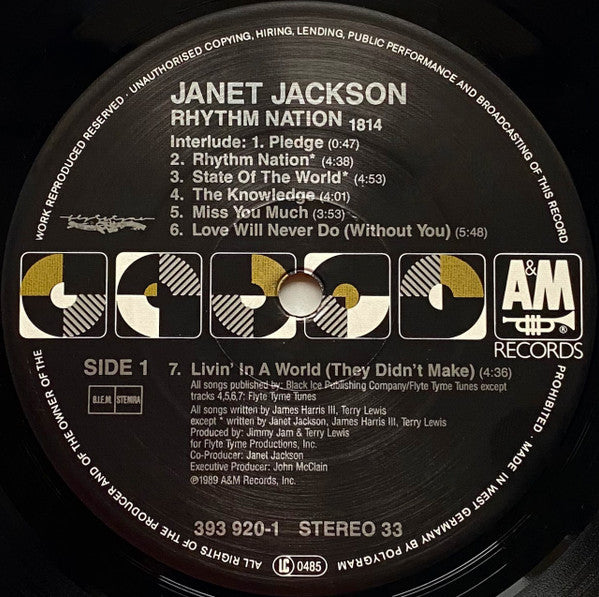 WORK REPRODUCED RESERVED · UNAUTHORISED COPYING, HIRING, LENDING, PUBLIC PERFORMANCE AND BROADCASTING OF THIS RECORD
PROHIBITED · MADE IN WEST GERMANY BY POLYGRAM
ALL RIGHTS OF THE PRODUCER AND OF THE OWNER OF THE
JANET JACKSON
RHYTHM NATION 1814
Interlude: 1. Pledge (0:47)
2. Rhythm Nation* (4:38)
3. State Of The World* (4:53)
4. The Knowledge (4:01)
5. Miss You Much (3:53)
6. Love Will Never Do (Without You) (5:48)
A&M
®
RECORDS
SIDE 1
7. Livin' In A World (They Didn't Make) (4:36)
B.I.E.M. STEMRA
All songs published by: Black Ice Publishing Company/Flyte Tyme Tunes except
tracks 4,5,6,7: Flyte Tyme Tunes
All songs written by James Harris III, Terry Lewis
except * written by Janet Jackson, James Harris III, Terry Lewis
Produced by: Jimmy Jam & Terry Lewis
for Flyte Tyme Productions, Inc.
Co-Producer: Janet Jackson
Executive Producer: John McClain
℗1989 A&M Records, Inc.
393 920-1 STEREO 33
LC 0485